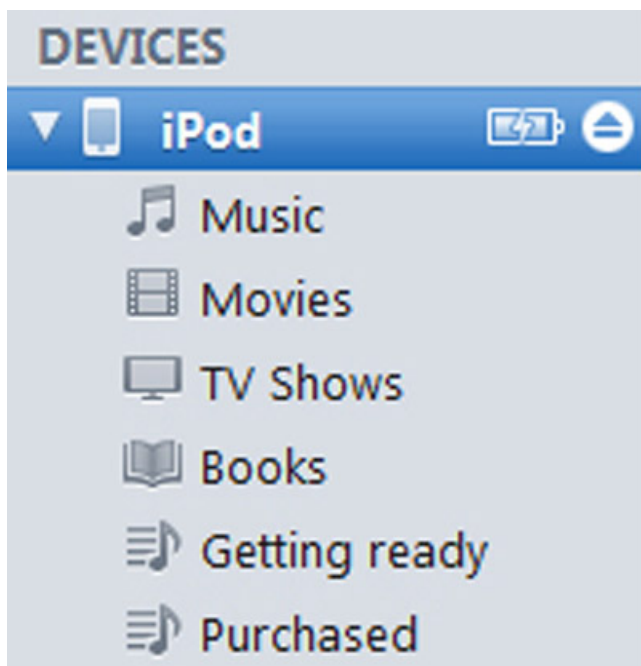 DEVICES
iPod
Music
Movies
TV Shows
Books
Getting ready
Purchased